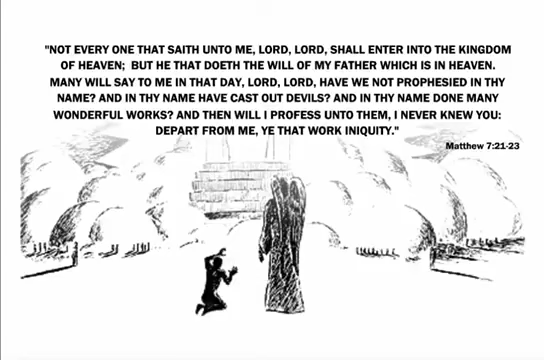 "NOT EVERY ONE THAT SAITH UNTO ME, LORD, LORD, SHALL ENTER INTO THE KINGDOM
OF HEAVEN; BUT HE THAT DOETH THE WILL OF MY FATHER WHICH IS IN HEAVEN.
MANY WILL SAY TO ME IN THAT DAY, LORD, LORD, HAVE WE NOT PROPHESIED IN THY
NAME? AND IN THY NAME HAVE CAST OUT DEVILS? AND IN THY NAME DONE MANY
WONDERFUL WORKS? AND THEN WILL I PROFESS UNTO THEM, I NEVER KNEW YOU:
DEPART FROM ME, YE THAT WORK INIQUITY."
Matthew 7:21-23